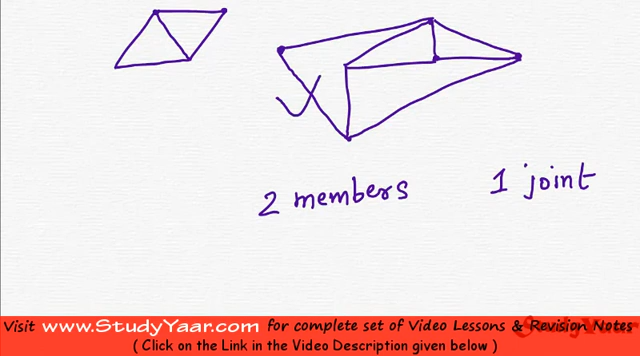 2 members 1 joint
Visit www.StudyYaar.com for complete set of Video Lessons & Revision Notes
( Click on the Link in the Video Description given below )
StudyYaar